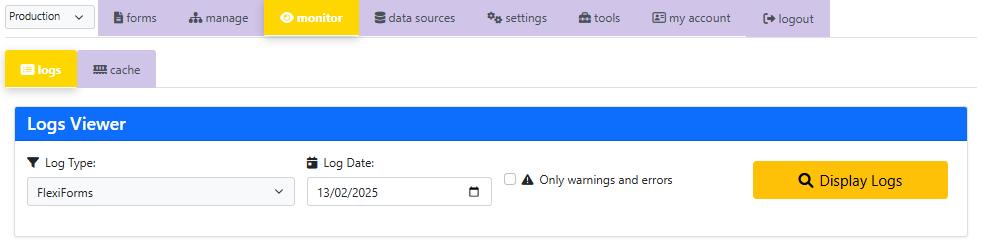 Production forms manage monitor data sources settings tools my account logout
logs cache
Logs Viewer
Log Type: Log Date:
FlexiForms 13/02/2025 Only warnings and errors Display Logs